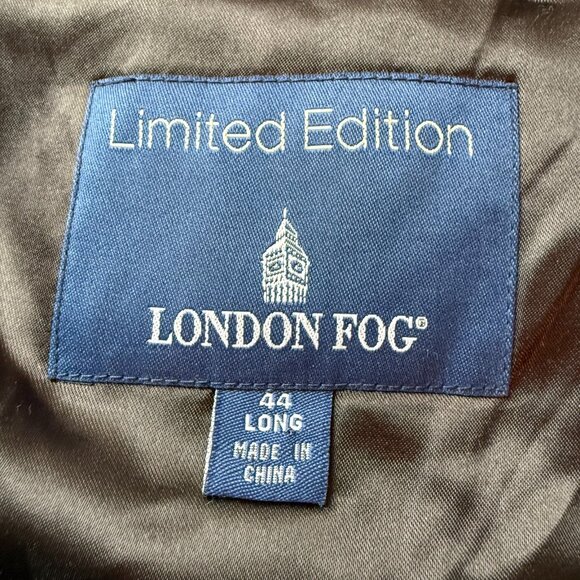 Limited Edition
LONDON FOG®
44
LONG
MADE IN
CHINA